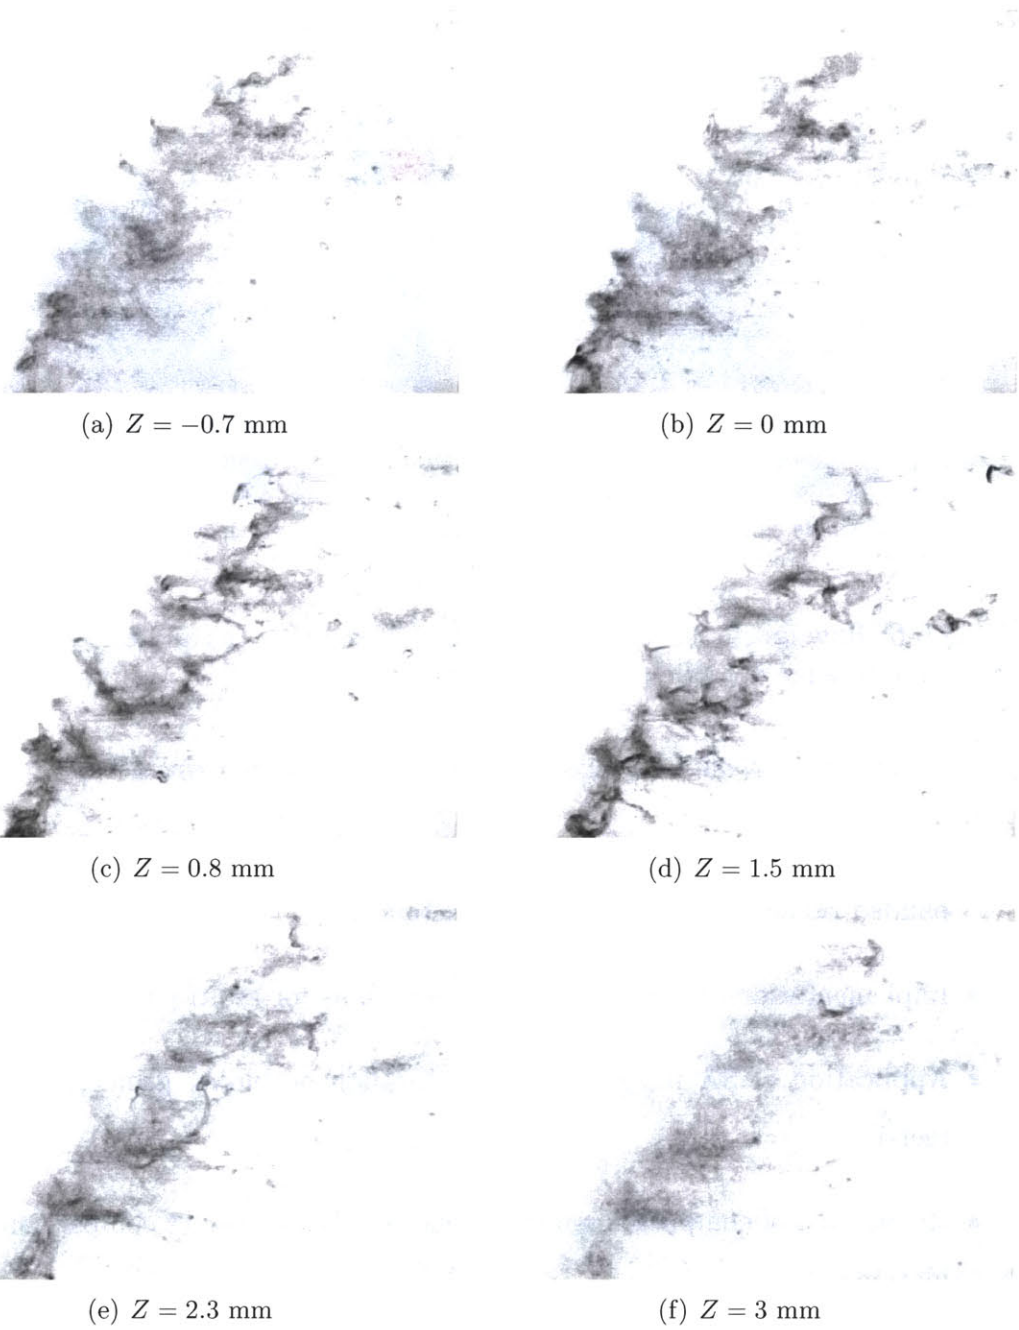 (a) Z = −0.7 mm
(b) Z = 0 mm
(c) Z = 0.8 mm
(d) Z = 1.5 mm
(e) Z = 2.3 mm
(f) Z = 3 mm